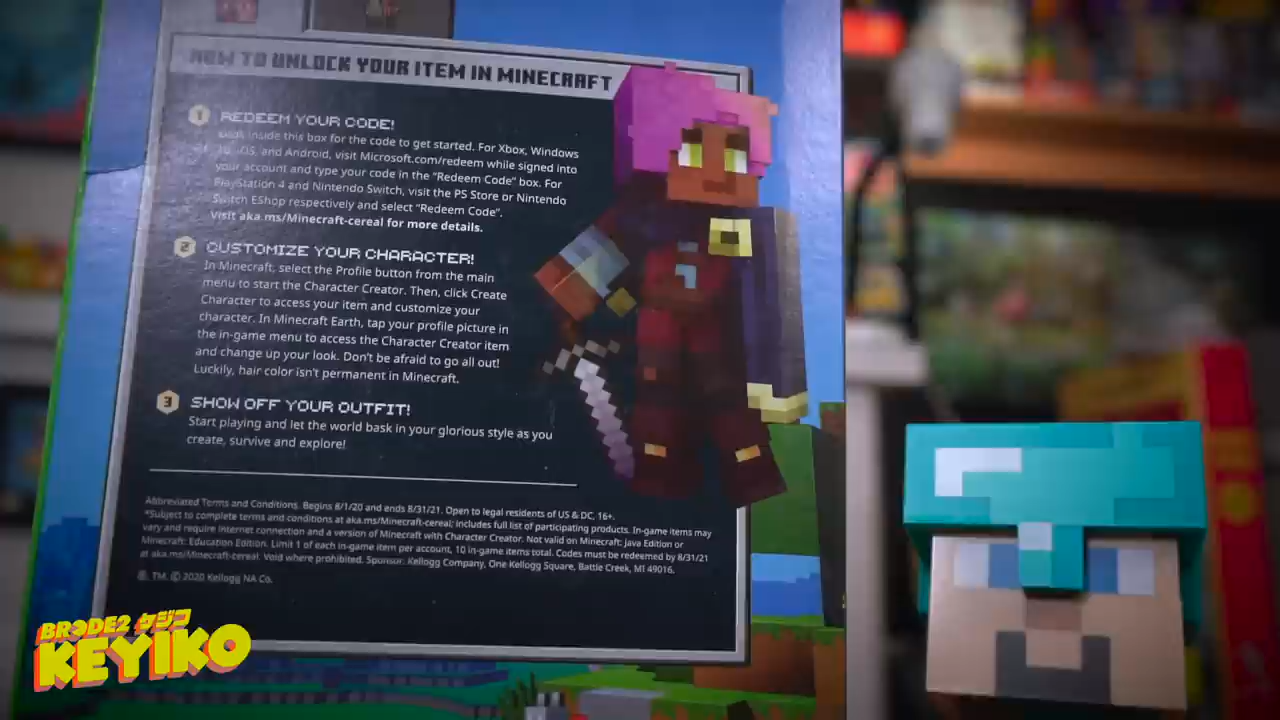 HOW TO UNLOCK YOUR ITEM IN MINECRAFT
1 REDEEM YOUR CODE!
Look inside this box for the code to get started. For Xbox, Windows
10, iOS, and Android, visit Microsoft.com/redeem while signed into
your account and type your code in the "Redeem Code" box. For
PlayStation 4 and Nintendo Switch, visit the PS Store or Nintendo
Switch EShop respectively and select "Redeem Code".
Visit aka.ms/Minecraft-cereal for more details.
2 CUSTOMIZE YOUR CHARACTER!
In Minecraft, select the Profile button from the main
menu to start the Character Creator. Then, click Create
Character to access your item and customize your
character. In Minecraft Earth, tap your profile picture in
the in-game menu to access the Character Creator item
and change up your look. Don't be afraid to go all out!
Luckily, hair color isn't permanent in Minecraft.
3 SHOW OFF YOUR OUTFIT!
Start playing and let the world bask in your glorious style as you
create, survive and explore!
Abbreviated Terms and Conditions. Begins 8/1/20 and ends 8/31/21. Open to legal residents of US & DC, 16+.
*Subject to complete terms and conditions at aka.ms/Minecraft-cereal; includes full list of participating products. In-game items may
vary and require internet connection and a version of Minecraft with Character Creator. Not valid on Minecraft: Java Edition or
Minecraft: Education Edition. Limit 1 of each in-game item per account, 10 in-game items total. Codes must be redeemed by 8/31/21
at aka.ms/Minecraft-cereal. Void where prohibited. Sponsor: Kellogg Company, One Kellogg Square, Battle Creek, MI 49016.
®, TM, © 2020 Kellogg NA Co.
BRODE2 ケジコ
KEYIKO